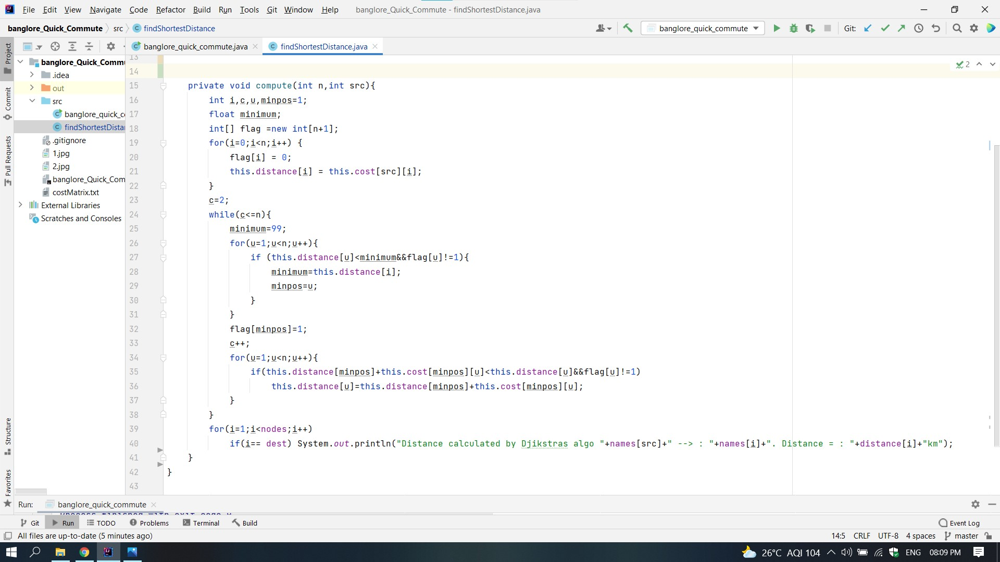 File Edit View Navigate Code Refactor Build Run Tools Git Window Help banglore_Quick_Commute - findShortestDistance.java
banglore_Quick_Commute src findShortestDistance banglore_quick_commute Git:
Project
Commit
Pull Requests
Structure
Favorites
banglore_Quick_Commu
.idea
out
src
banglore_quick_c
findShortestDista
.gitignore
1.jpg
2.jpg
banglore_Quick_Com
costMatrix.txt
External Libraries
Scratches and Consoles
banglore_quick_commute.java findShortestDistance.java
2
13
14
15 private void compute(int n,int src){
16 int i,c,u,minpos=1;
17 float minimum;
18 int[] flag =new int[n+1];
19 for(i=0;i<n;i++) {
20 flag[i] = 0;
21 this.distance[i] = this.cost[src][i];
22 }
23 c=2;
24 while(c<=n){
25 minimum=99;
26 for(u=1;u<n;u++){
27 if (this.distance[u]<minimum&&flag[u]!=1){
28 minimum=this.distance[i];
29 minpos=u;
30 }
31 }
32 flag[minpos]=1;
33 c++;
34 for(u=1;u<n;u++){
35 if(this.distance[minpos]+this.cost[minpos][u]<this.distance[u]&&flag[u]!=1)
36 this.distance[u]=this.distance[minpos]+this.cost[minpos][u];
37 }
38 }
39 for(i=1;i<nodes;i++)
40 if(i== dest) System.out.println("Distance calculated by Djikstras algo "+names[src]+" --> : "+names[i]+". Distance = : "+distance[i]+"km");
41 }
42 }
43
Run: banglore_quick_commute
Git Run TODO Problems Terminal Build Event Log
All files are up-to-date (5 minutes ago) 14:5 CRLF UTF-8 4 spaces master
26°C AQI 104 ENG 08:09 PM